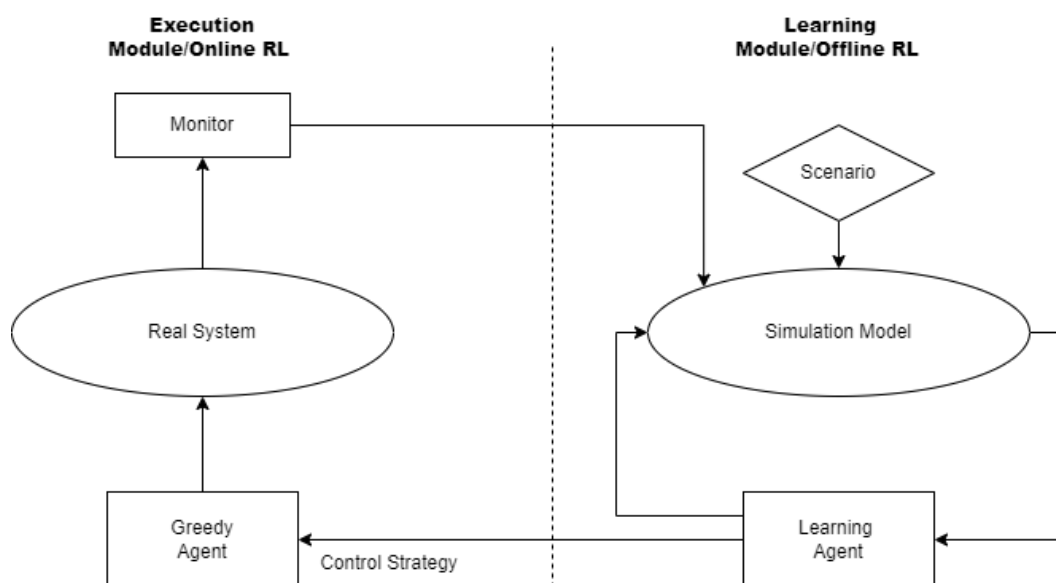 Execution
Module/Online RL
Learning
Module/Offline RL
Monitor
Scenario
Real System
Simulation Model
Greedy
Agent
Control Strategy
Learning
Agent